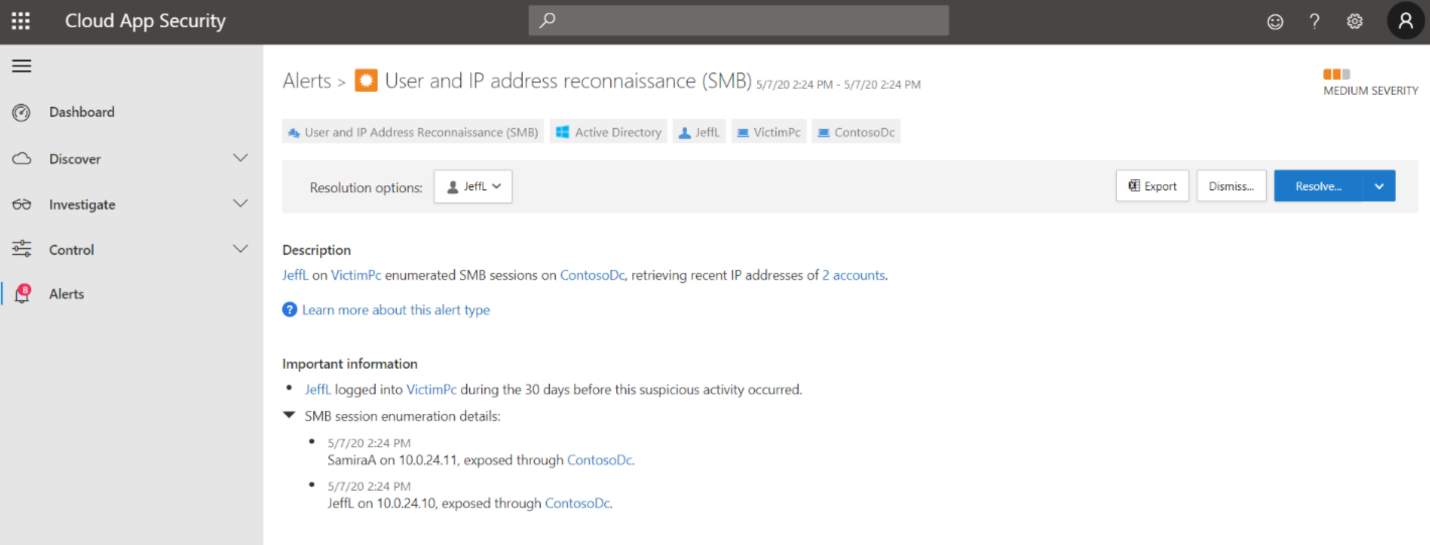 Cloud App Security
?
Alerts > User and IP address reconnaissance (SMB) 5/7/20 2:24 PM - 5/7/20 2:24 PM
MEDIUM SEVERITY
User and IP Address Reconnaissance (SMB) Active Directory JeffL VictimPc ContosoDc
Resolution options: JeffL Export Dismiss... Resolve...
Dashboard
Discover
Investigate
Control
8
Alerts
Description
JeffL on VictimPc enumerated SMB sessions on ContosoDc, retrieving recent IP addresses of 2 accounts.
? Learn more about this alert type
Important information
• JeffL logged into VictimPc during the 30 days before this suspicious activity occurred.
SMB session enumeration details:
• 5/7/20 2:24 PM
SamiraA on 10.0.24.11, exposed through ContosoDc.
• 5/7/20 2:24 PM
JeffL on 10.0.24.10, exposed through ContosoDc.